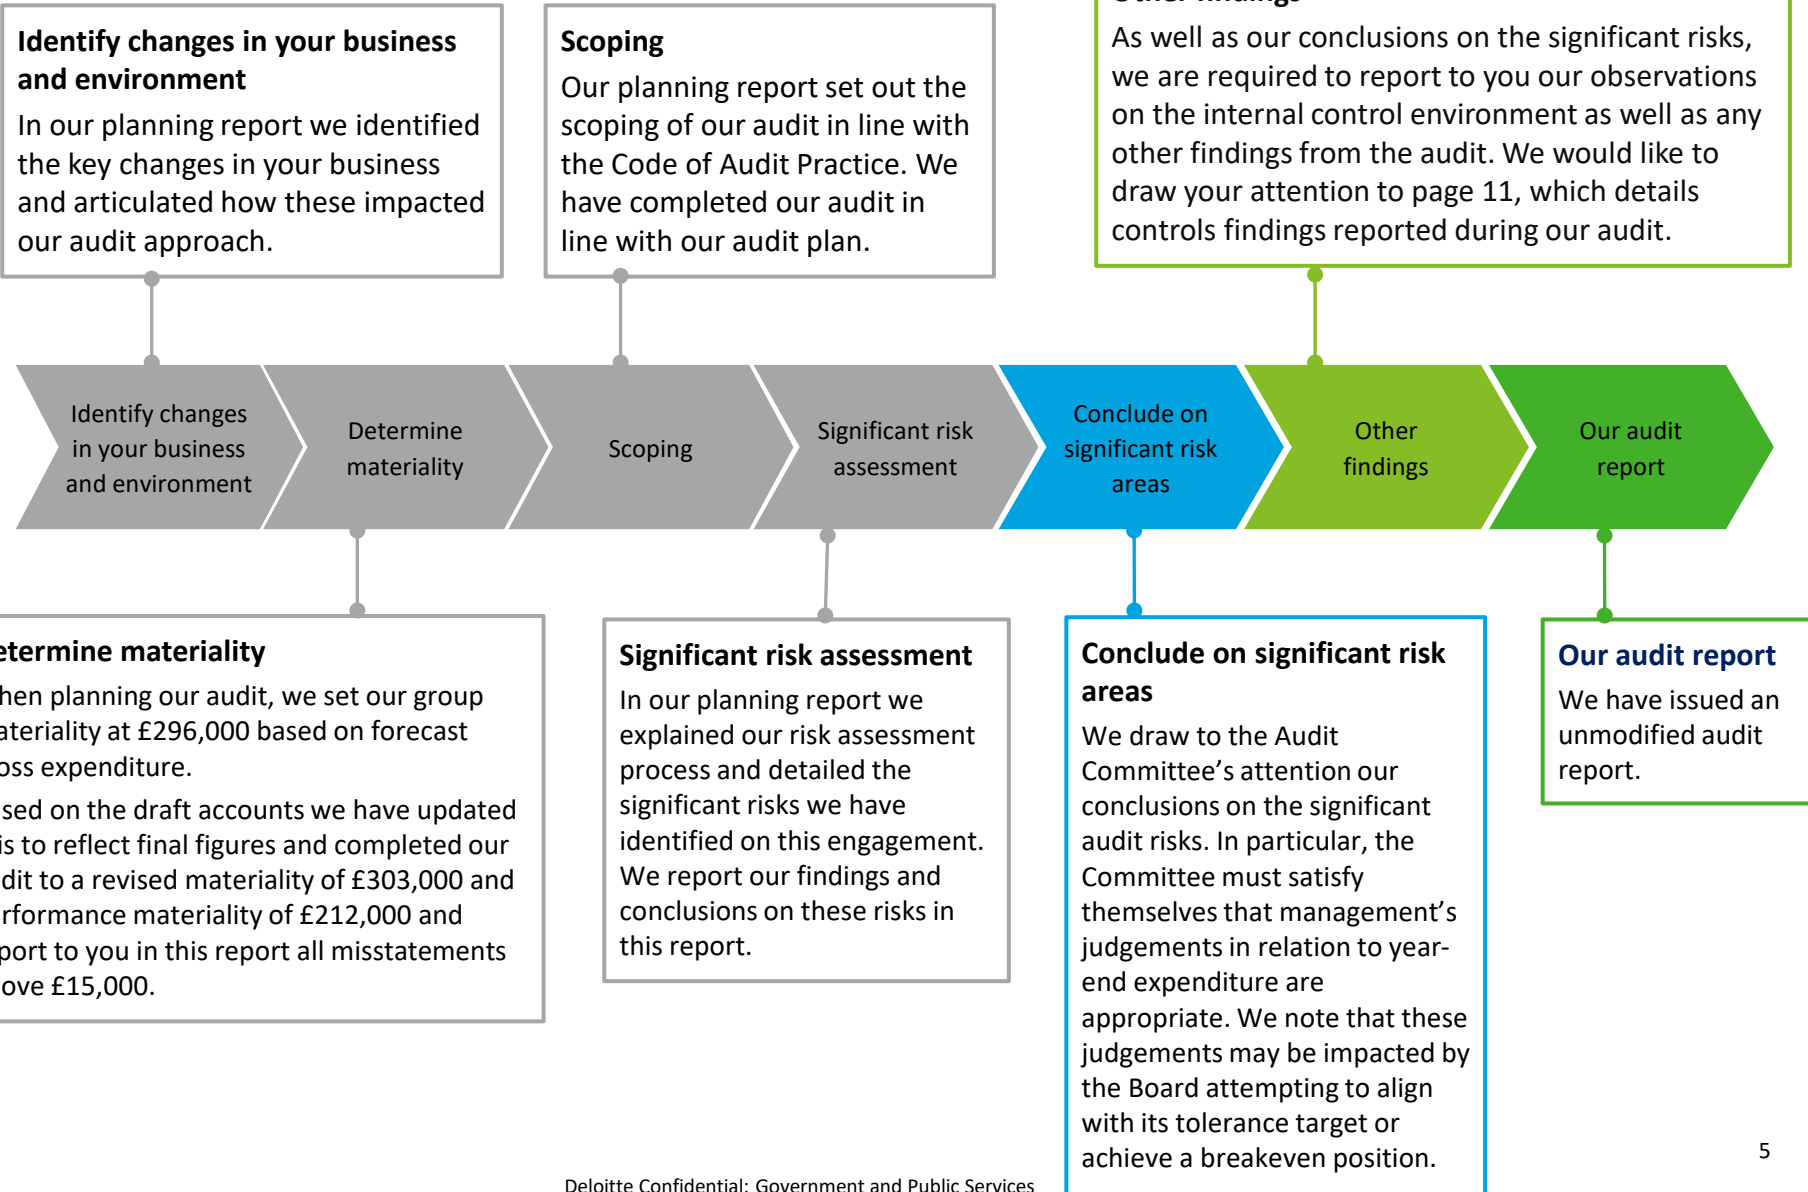 Identify changes in your business
and environment
In our planning report we identified
the key changes in your business
and articulated how these impacted
our audit approach.
Scoping
Our planning report set out the
scoping of our audit in line with
the Code of Audit Practice. We
have completed our audit in
line with our audit plan.
Other findings
As well as our conclusions on the significant risks,
we are required to report to you our observations
on the internal control environment as well as any
other findings from the audit. We would like to
draw your attention to page 11, which details
controls findings reported during our audit.
Identify changes
in your business
and environment
Determine
materiality
Scoping
Significant risk
assessment
Conclude on
significant risk
areas
Other
findings
Our audit
report
etermine materiality
hen planning our audit, we set our group
ateriality at £296,000 based on forecast
oss expenditure.
sed on the draft accounts we have updated
is to reflect final figures and completed our
dit to a revised materiality of £303,000 and
rformance materiality of £212,000 and
port to you in this report all misstatements
ove £15,000.
Significant risk assessment
In our planning report we
explained our risk assessment
process and detailed the
significant risks we have
identified on this engagement.
We report our findings and
conclusions on these risks in
this report.
Conclude on significant risk
areas
We draw to the Audit
Committee’s attention our
conclusions on the significant
audit risks. In particular, the
Committee must satisfy
themselves that management’s
judgements in relation to year-
end expenditure are
appropriate. We note that these
judgements may be impacted by
the Board attempting to align
with its tolerance target or
achieve a breakeven position.
Our audit report
We have issued an
unmodified audit
report.
5
Deloitte Confidential: Government and Public Services